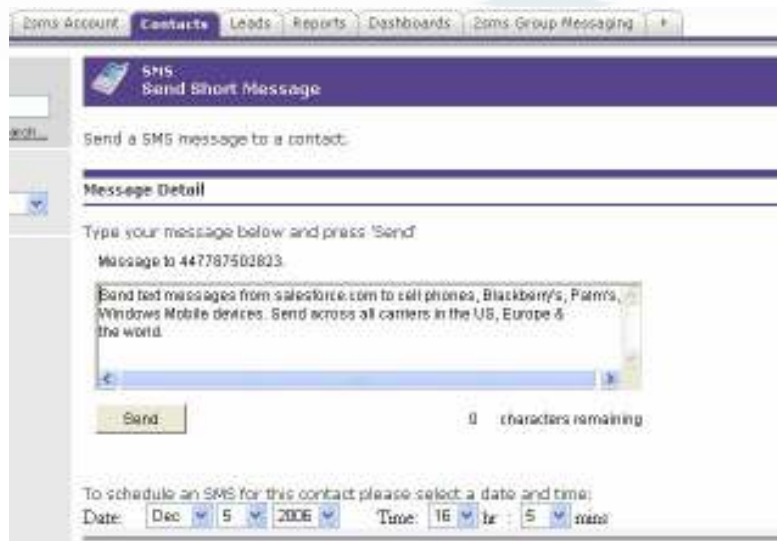 2sms Account Contacts Leads Reports Dashboards 2sms Group Messaging
SMS
Send Short Message
arch...
Send a SMS message to a contact.
Message Detail
Type your message below and press 'Send'
Message to 447787502823.
Send text messages from salesforce.com to cell phones, Blackberry's, Palm's,
Windows Mobile devices. Send across all carriers in the US, Europe &
the world.
Send 0 characters remaining
To schedule an SMS for this contact please select a date and time:
Date: Dec 5 2006 Time: 16 hr : 5 mins